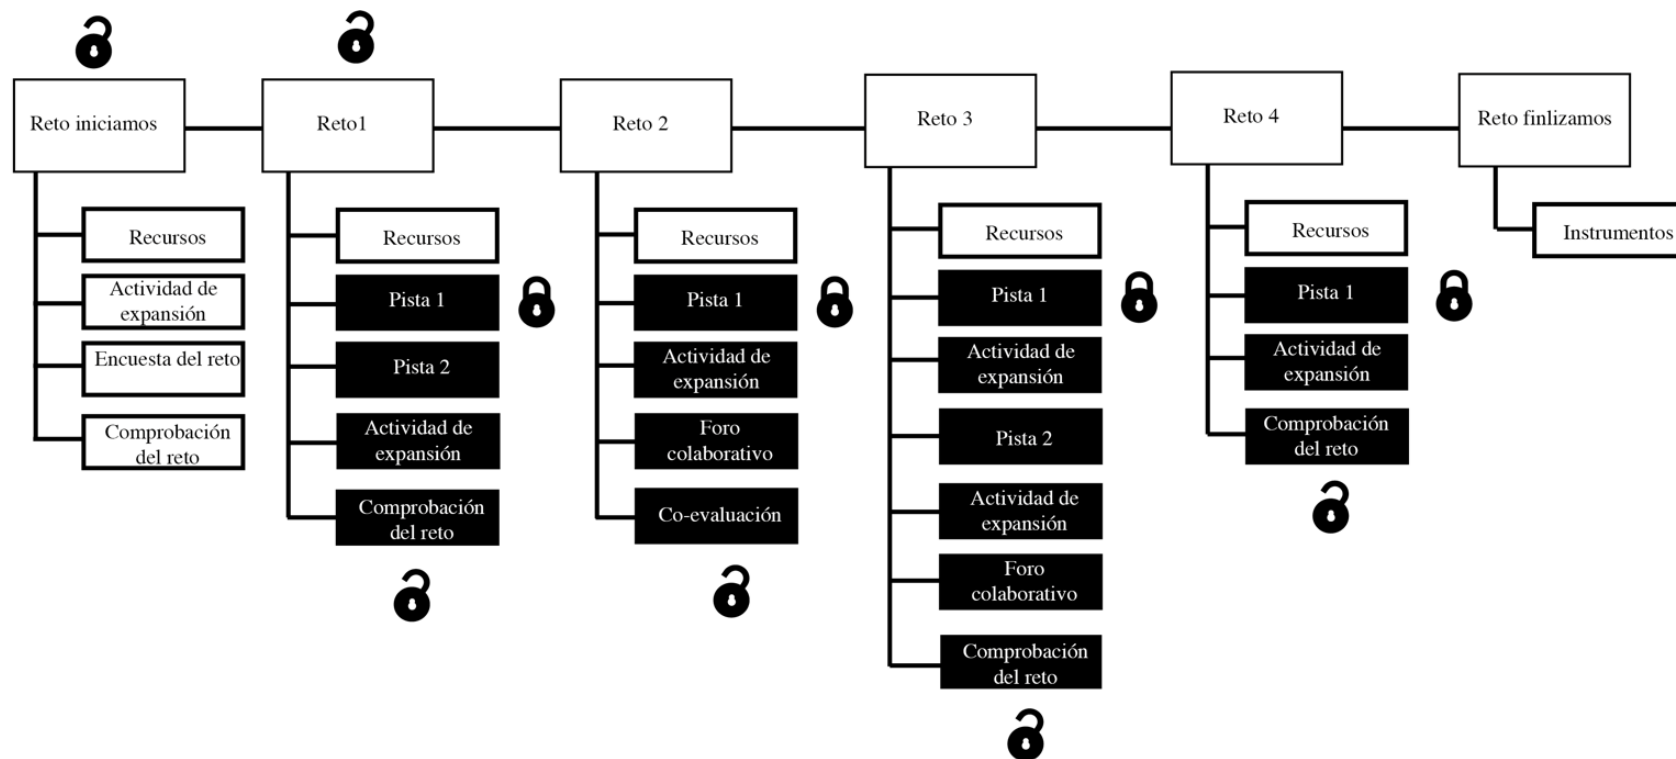 Reto iniciamos
Recursos
Actividad de
expansión
Encuesta del reto
Comprobación
del reto
Reto1
Recursos
Pista 1
Pista 2
Actividad de
expansión
Comprobación
del reto
Reto 2
Recursos
Pista 1
Actividad de
expansión
Foro
colaborativo
Co-evaluación
Reto 3
Recursos
Pista 1
Actividad de
expansión
Pista 2
Actividad de
expansión
Foro
colaborativo
Comprobación
del reto
Reto 4
Recursos
Pista 1
Actividad de
expansión
Comprobación
del reto
Reto finlizamos
Instrumentos